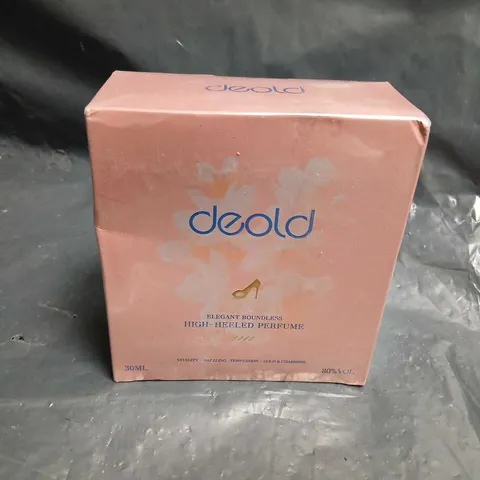 deold
deold
ELEGANT BOUNDLESS
HIGH-HEELED PERFUME
30ML
80%VOL